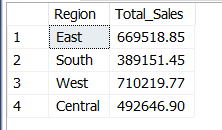 Region Total_Sales
1 East 669518.85
2 South 389151.45
3 West 710219.77
4 Central 492646.90